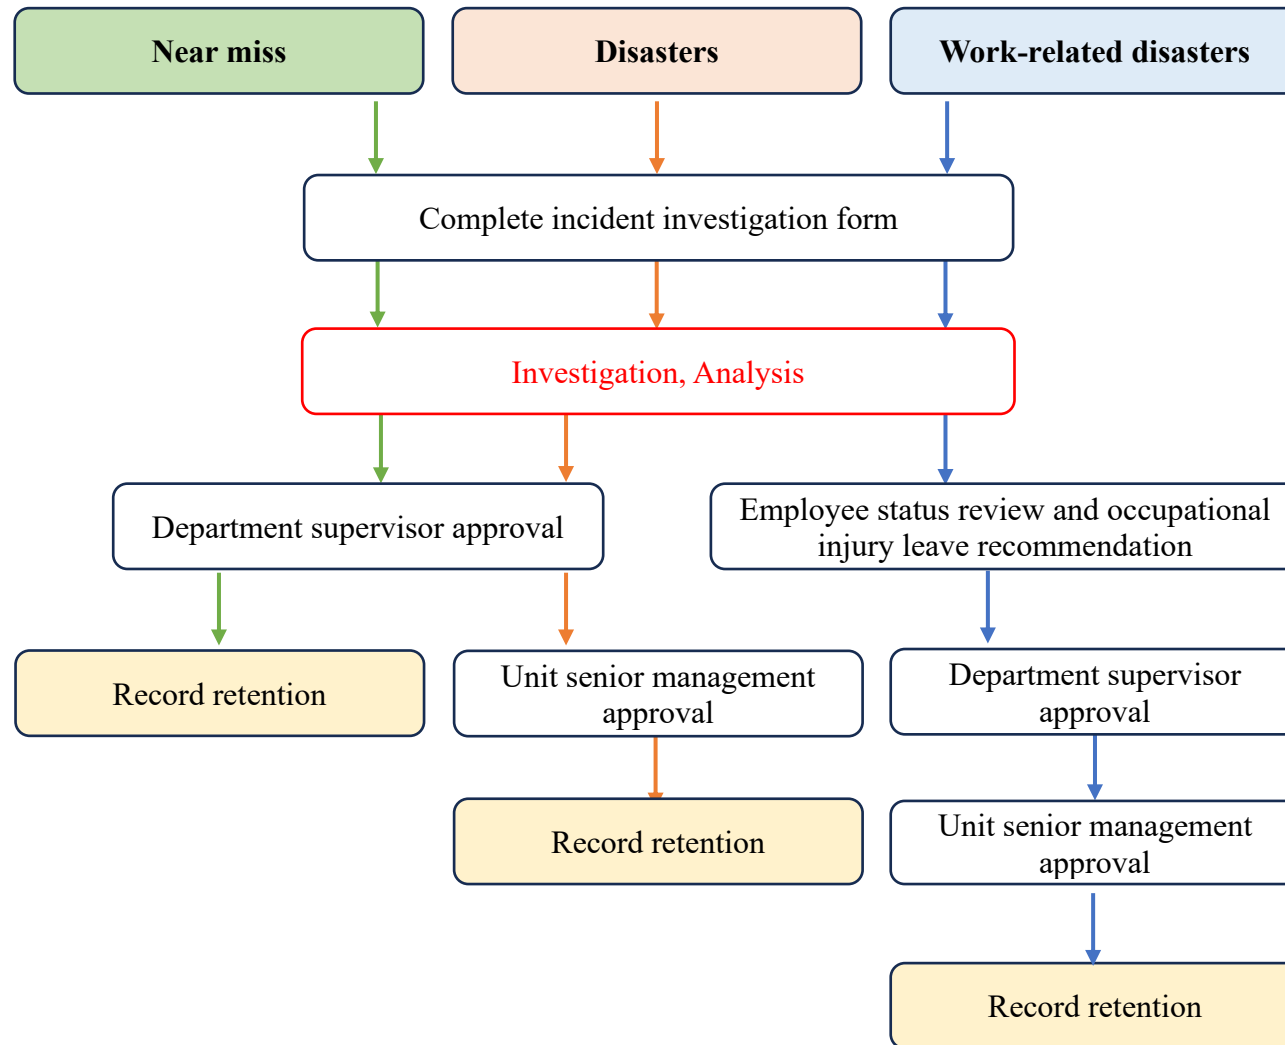 Near miss
Disasters
Work-related disasters
Complete incident investigation form
Investigation, Analysis
Department supervisor approval
Employee status review and occupational
injury leave recommendation
Record retention
Unit senior management
approval
Department supervisor
approval
Record retention
Unit senior management
approval
Record retention